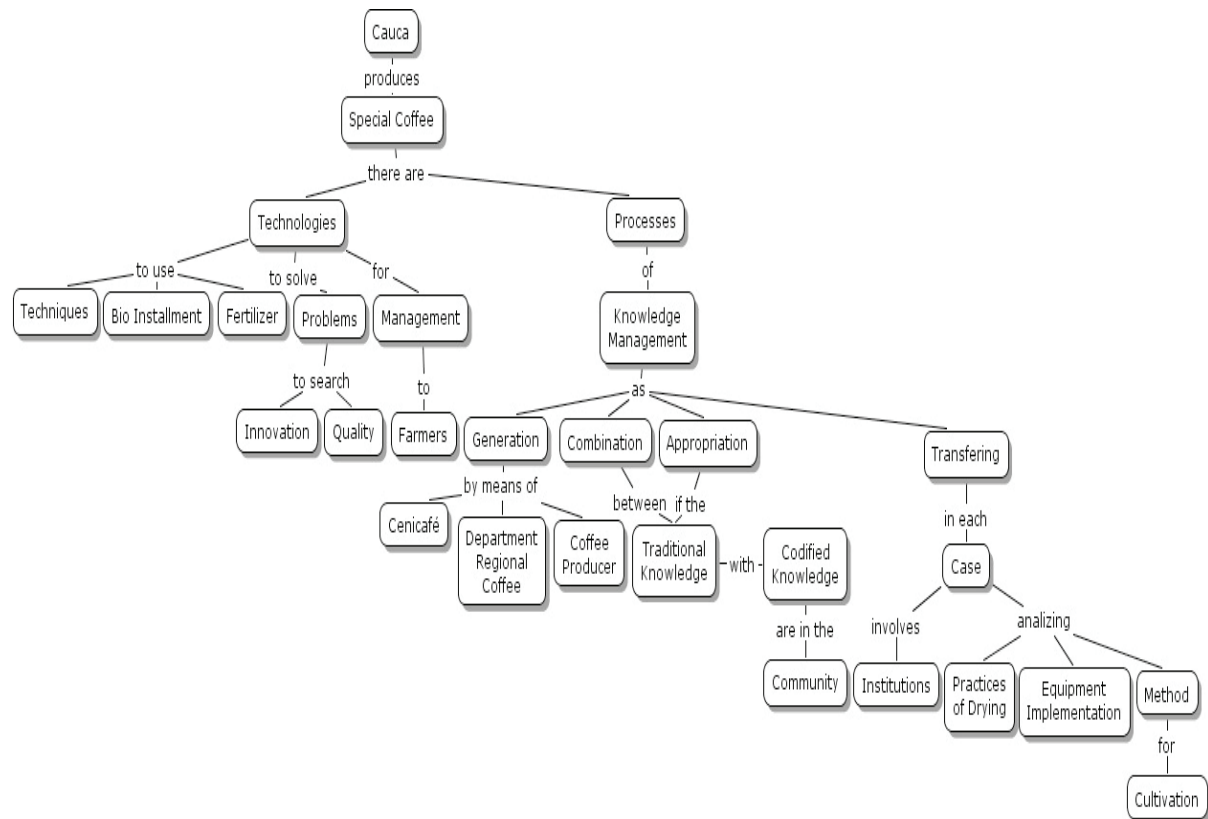 Cauca
produces
Special Coffee
there are
Technologies
Processes
to use
to solve
for
of
Techniques
Bio Installment
Fertilizer
Problems
Management
Knowledge
Management
to search
to
as
Innovation
Quality
Farmers
Generation
Combination
Appropriation
Transfering
by means of
between
if the
in each
Cenicafé
Department
Regional
Coffee
Coffee
Producer
Traditional
Knowledge
with
Codified
Knowledge
Case
are in the
involves
analizing
Community
Institutions
Practices
of Drying
Equipment
Implementation
Method
for
Cultivation